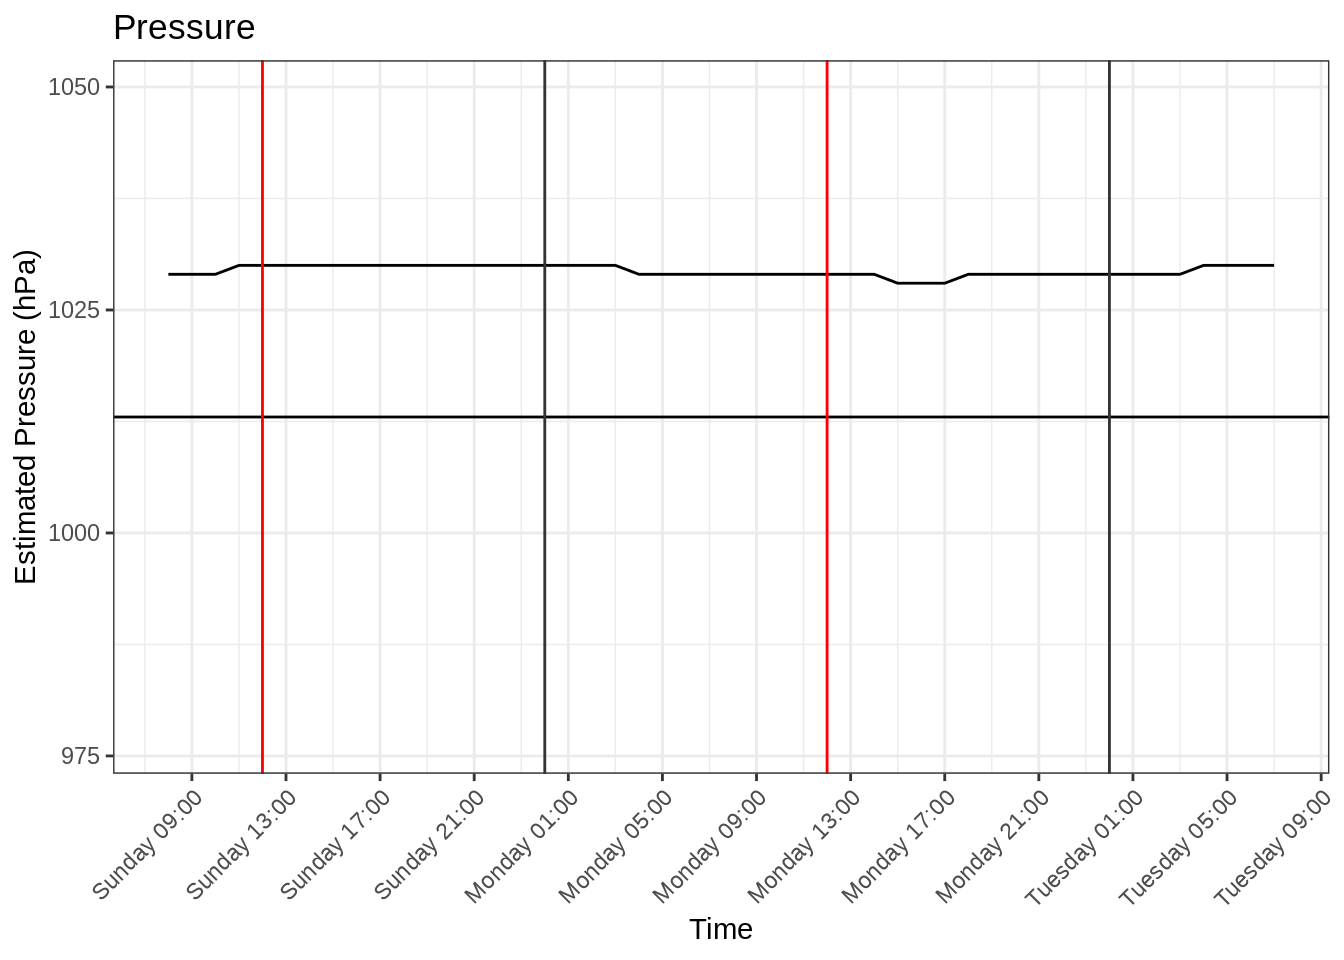 Pressure
Estimated Pressure (hPa)
1050
1025
1000
975
Sunday 09:00
Sunday 13:00
Sunday 17:00
Sunday 21:00
Monday 01:00
Monday 05:00
Monday 09:00
Monday 13:00
Monday 17:00
Monday 21:00
Tuesday 01:00
Tuesday 05:00
Tuesday 09:00
Time